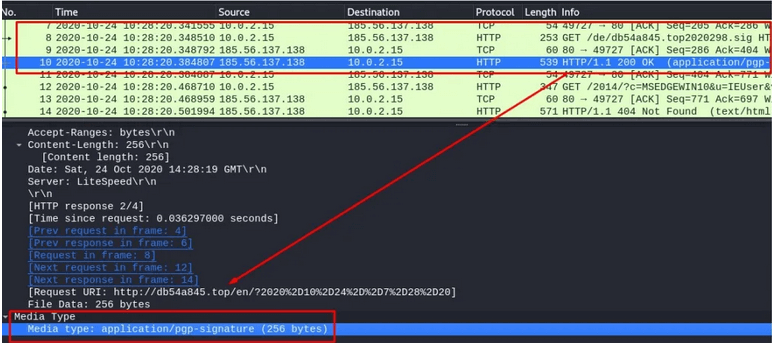 No. Time Source Destination Protocol Length Info
7 2020-10-24 10:28:20.341555 10.0.2.15 185.56.137.138 TCP 54 49727 → 80 [ACK] Seq=205 Ack=286 W
8 2020-10-24 10:28:20.348510 10.0.2.15 185.56.137.138 HTTP 253 GET /de/db54a845.top2020298.sig HT
9 2020-10-24 10:28:20.348792 185.56.137.138 10.0.2.15 TCP 60 80 → 49727 [ACK] Seq=286 Ack=404 W
10 2020-10-24 10:28:20.384807 185.56.137.138 10.0.2.15 HTTP 539 HTTP/1.1 200 OK (application/pgp-
11 2020-10-24 10:28:20.384867 10.0.2.15 185.56.137.138 TCP 54 49727 → 80 [ACK] Seq=404 Ack=771 W
12 2020-10-24 10:28:20.468710 10.0.2.15 185.56.137.138 HTTP 347 GET /2014/?c=MSEDGEWIN10&u=IEUser&
13 2020-10-24 10:28:20.468959 185.56.137.138 10.0.2.15 TCP 60 80 → 49727 [ACK] Seq=771 Ack=697 W
14 2020-10-24 10:28:20.501994 185.56.137.138 10.0.2.15 HTTP 571 HTTP/1.1 404 Not Found (text/html
Accept-Ranges: bytes\r\n
Content-Length: 256\r\n
[Content length: 256]
Date: Sat, 24 Oct 2020 14:28:19 GMT\r\n
Server: LiteSpeed\r\n
\r\n
[HTTP response 2/4]
[Time since request: 0.036297000 seconds]
[Prev request in frame: 4]
[Prev response in frame: 6]
[Request in frame: 8]
[Next request in frame: 12]
[Next response in frame: 14]
[Request URI: http://db54a845.top/en/?2020%2D10%2D24%2D%2D7%2D28%2D20]
File Data: 256 bytes
Media Type
Media type: application/pgp-signature (256 bytes)